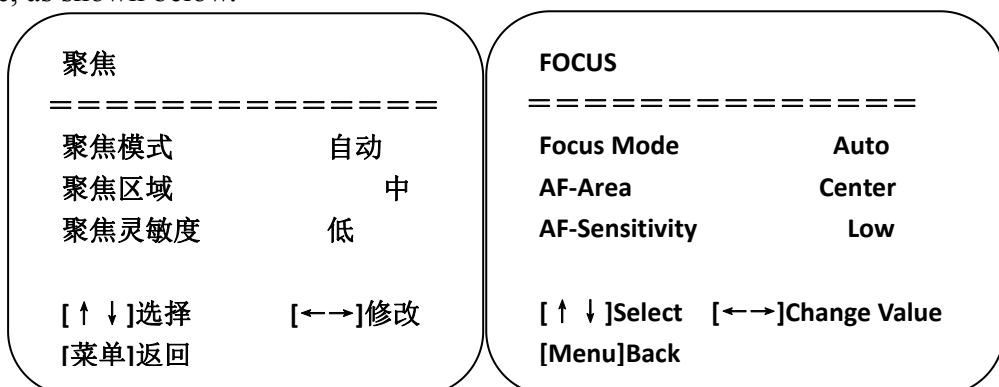 e, as shown below:
聚焦
===============
聚焦模式 自动
聚焦区域 中
聚焦灵敏度 低
[↑↓]选择 [←→]修改
[菜单]返回
FOCUS
===============
Focus Mode Auto
AF-Area Center
AF-Sensitivity Low
[↑↓]Select [←→]Change Value
[Menu]Back